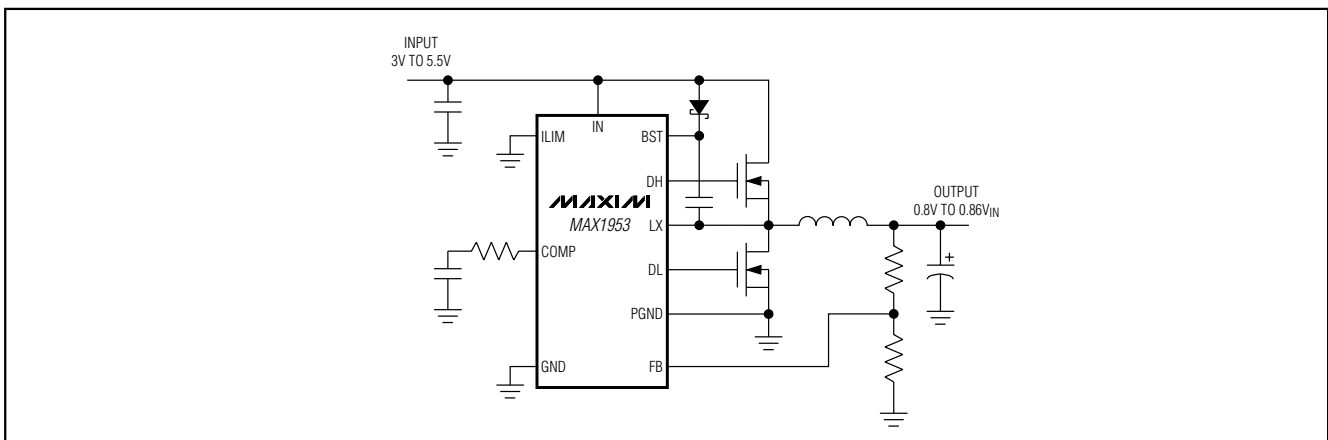 INPUT
3V TO 5.5V
IN
ILIM
BST
DH
MAXIM
MAX1953
LX
OUTPUT
0.8V TO 0.86VIN
COMP
DL
PGND
GND
FB
+